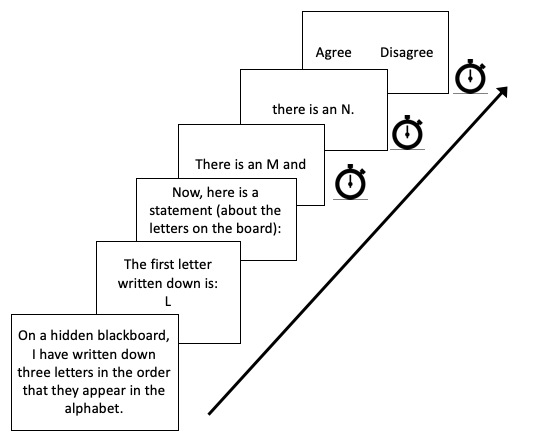 On a hidden blackboard,
I have written down
three letters in the order
that they appear in the
alphabet.
The first letter
written down is:
L
Now, here is a
statement (about the
letters on the board):
There is an M and
there is an N.
Agree Disagree